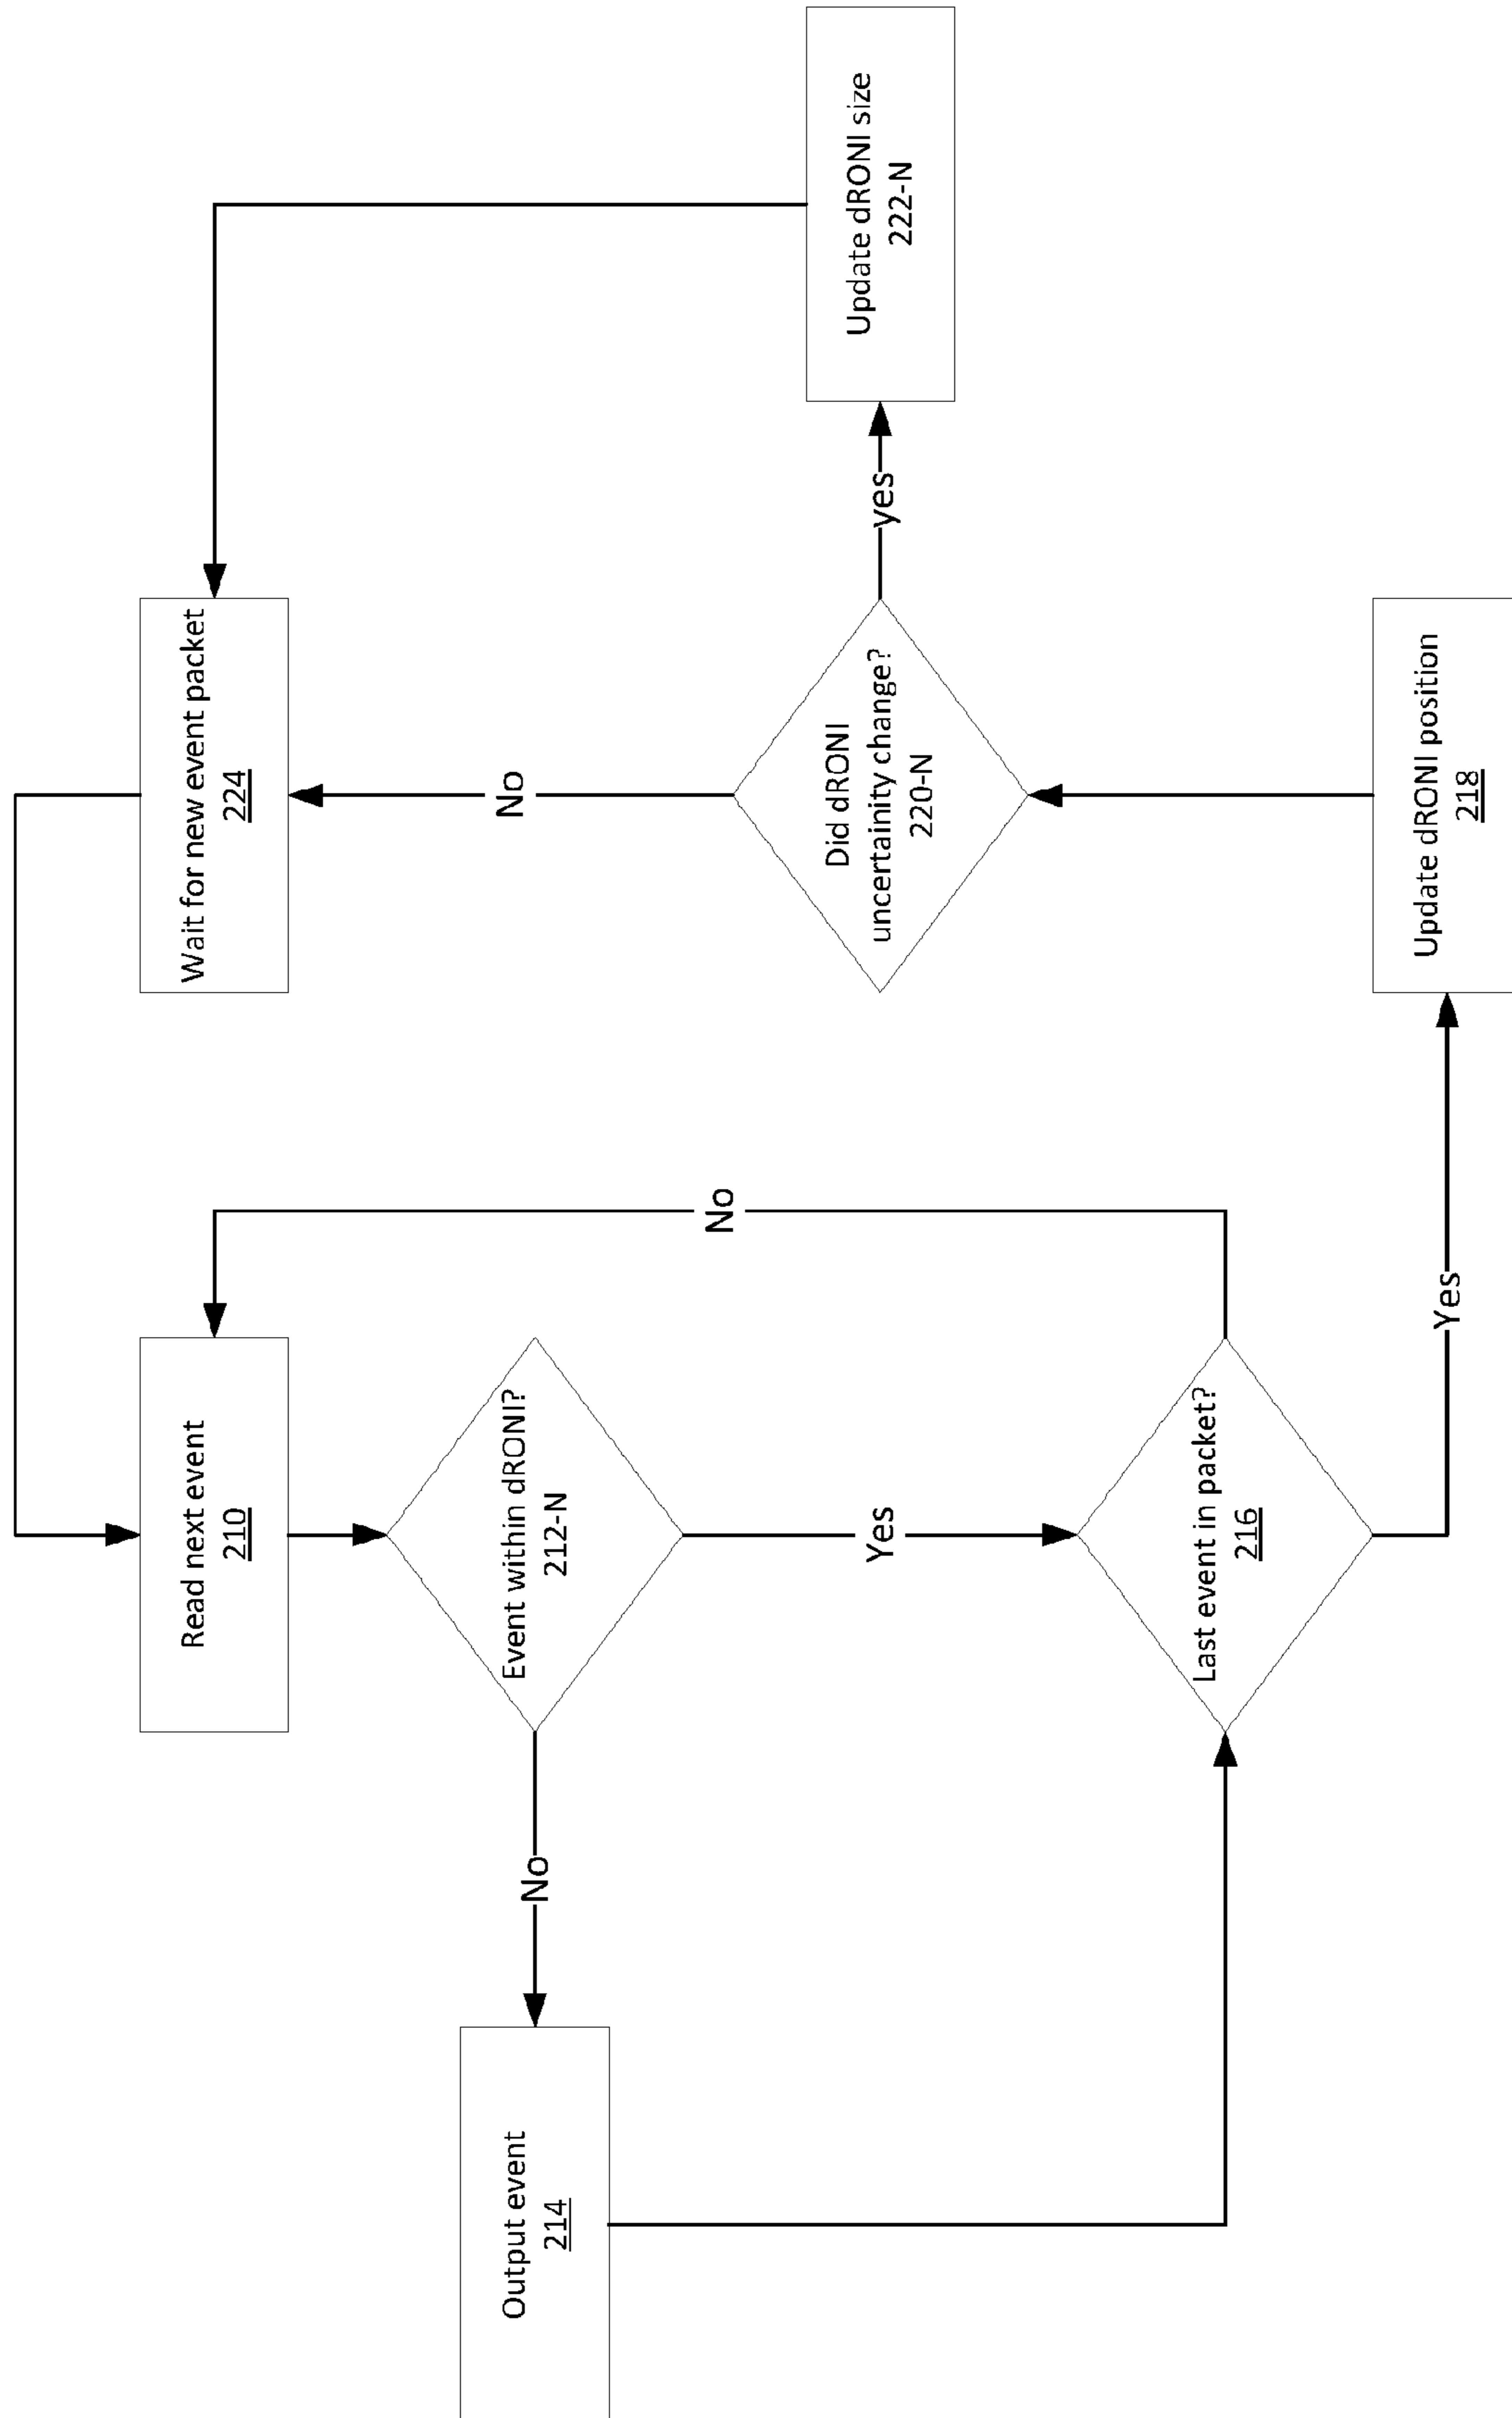 Read next event
210
Event within dRONI?
212-N
No
Output event
214
Yes
Last event in packet?
216
No
Yes
Update dRONI position
218
Did dRONI
uncertainity change?
220-N
No
yes
Update dRONI size
222-N
Wait for new event packet
224